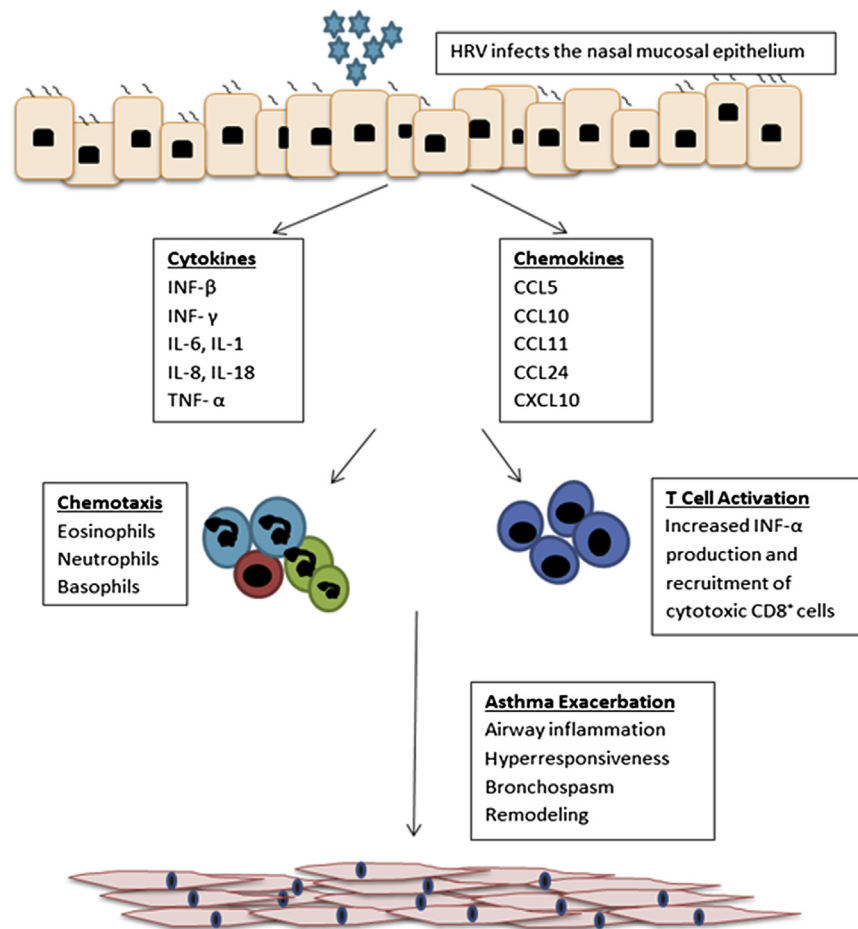 HRV infects the nasal mucosal epithelium
Cytokines
INF-β
INF- γ
IL-6, IL-1
IL-8, IL-18
TNF- α
Chemokines
CCL5
CCL10
CCL11
CCL24
CXCL10
Chemotaxis
Eosinophils
Neutrophils
Basophils
T Cell Activation
Increased INF-α
production and
recruitment of
cytotoxic CD8⁺ cells
Asthma Exacerbation
Airway inflammation
Hyperresponsiveness
Bronchospasm
Remodeling